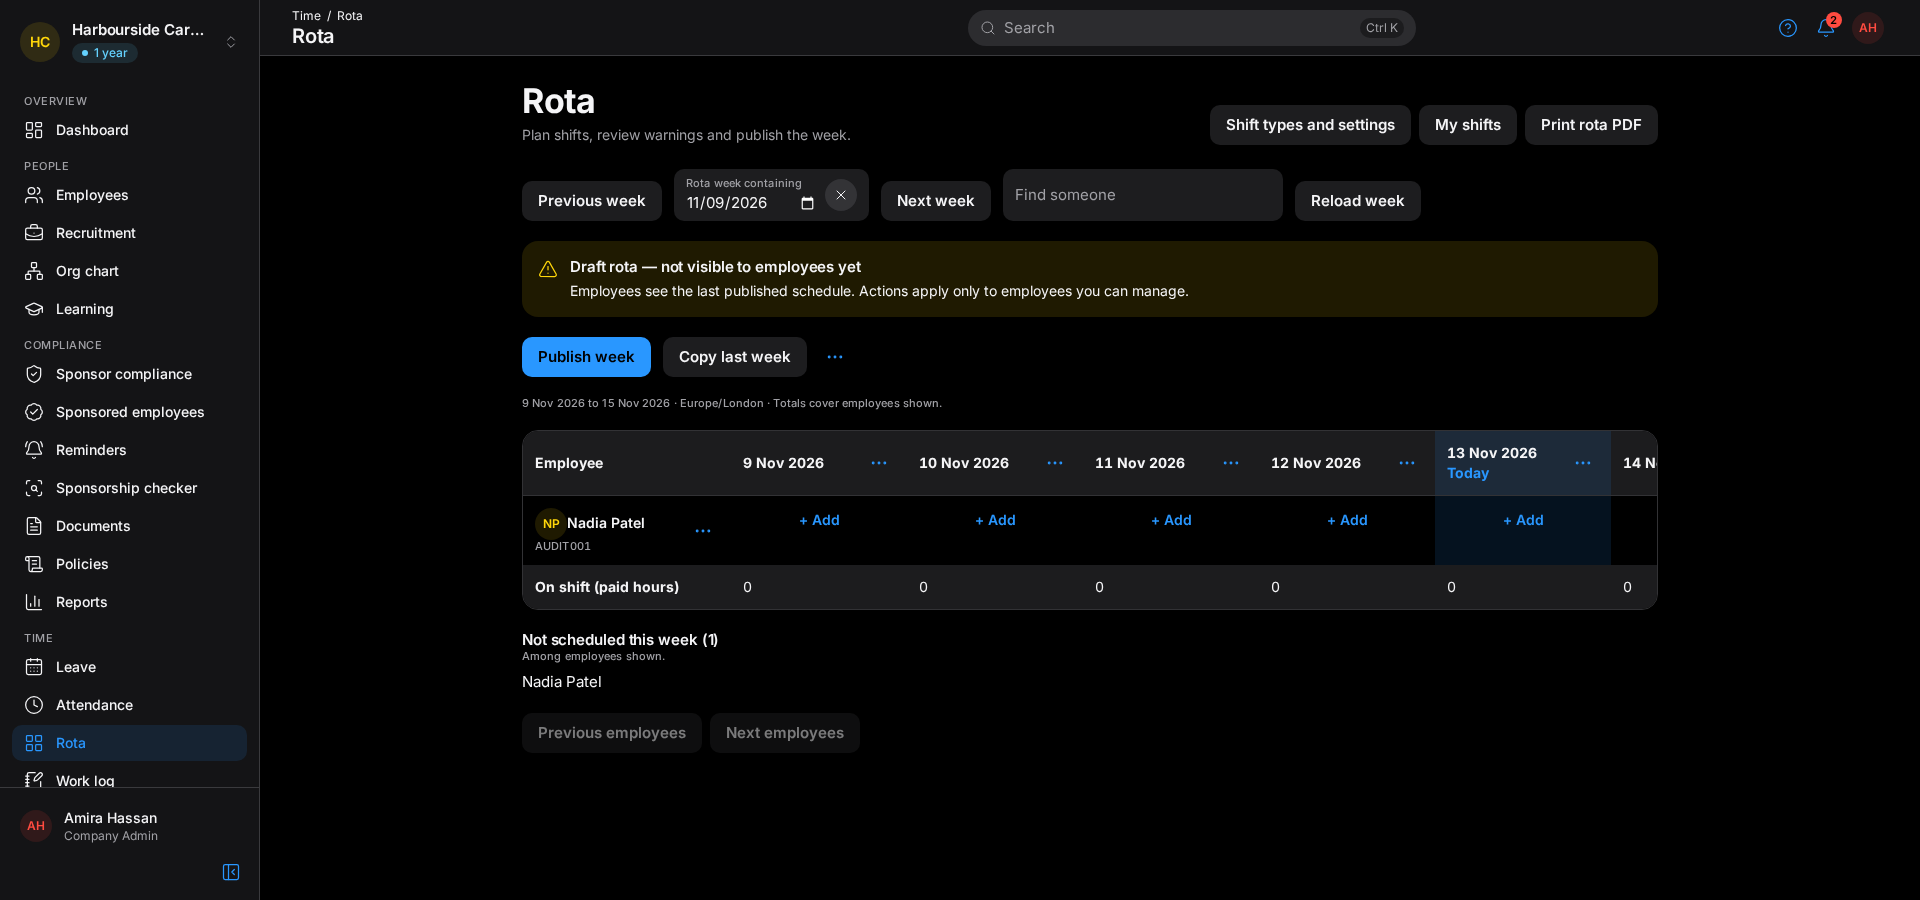 HC
Harbourside Car...
1 year
OVERVIEW
Dashboard
PEOPLE
Employees
Recruitment
Org chart
Learning
COMPLIANCE
Sponsor compliance
Sponsored employees
Reminders
Sponsorship checker
Documents
Policies
Reports
TIME
Leave
Attendance
Rota
Work log
AH
Amira Hassan
Company Admin
Time / Rota
Rota
Search
Ctrl K
2
AH
Rota
Plan shifts, review warnings and publish the week.
Shift types and settings
My shifts
Print rota PDF
Previous week
Rota week containing
11/09/2026
Next week
Find someone
Reload week
Draft rota — not visible to employees yet
Employees see the last published schedule. Actions apply only to employees you can manage.
Publish week
Copy last week
9 Nov 2026 to 15 Nov 2026 · Europe/London · Totals cover employees shown.
Employee
9 Nov 2026
10 Nov 2026
11 Nov 2026
12 Nov 2026
13 Nov 2026
Today
14 N
NP
Nadia Patel
AUDIT001
+ Add
+ Add
+ Add
+ Add
+ Add
On shift (paid hours)
0
0
0
0
0
0
Not scheduled this week (1)
Among employees shown.
Nadia Patel
Previous employees
Next employees